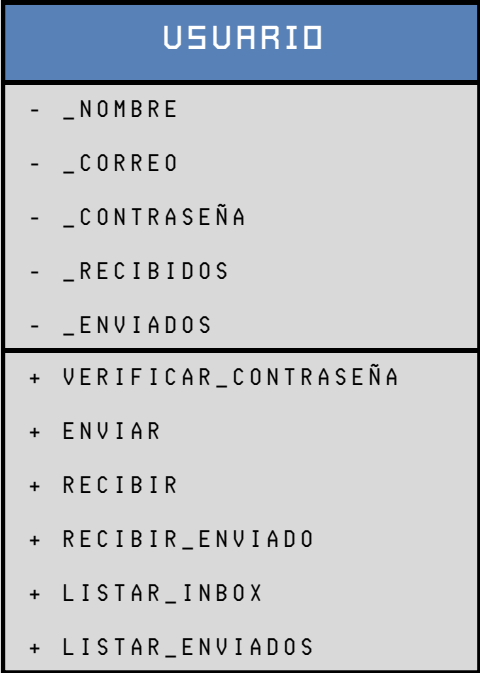 USUARIO
- _NOMBRE
- _CORREO
- _CONTRASEÑA
- _RECIBIDOS
- _ENVIADOS
+ VERIFICAR_CONTRASEÑA
+ ENVIAR
+ RECIBIR
+ RECIBIR_ENVIADO
+ LISTAR_INBOX
+ LISTAR_ENVIADOS